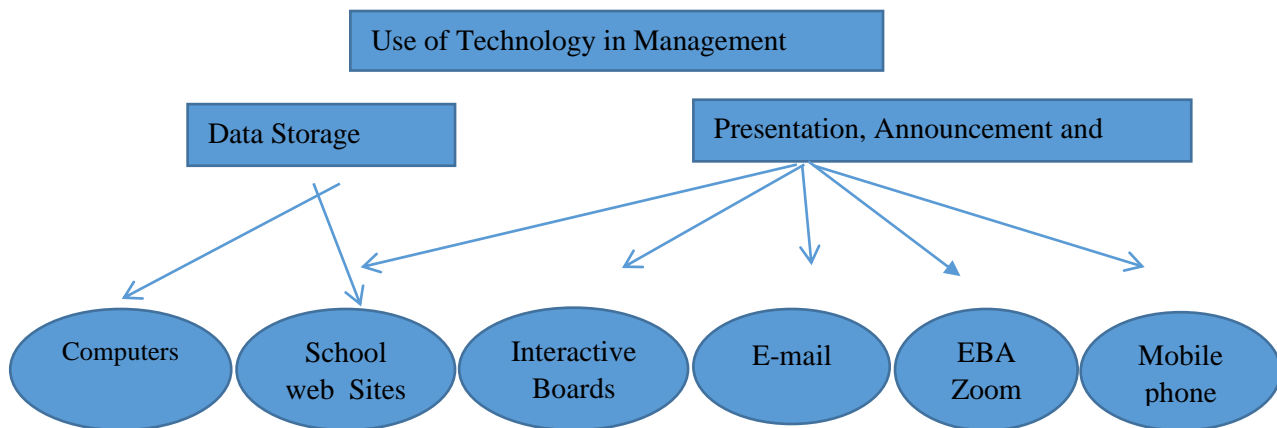 Use of Technology in Management
Data Storage
Presentation, Announcement and
Computers
School
web Sites
Interactive
Boards
E-mail
EBA
Zoom
Mobile
phone